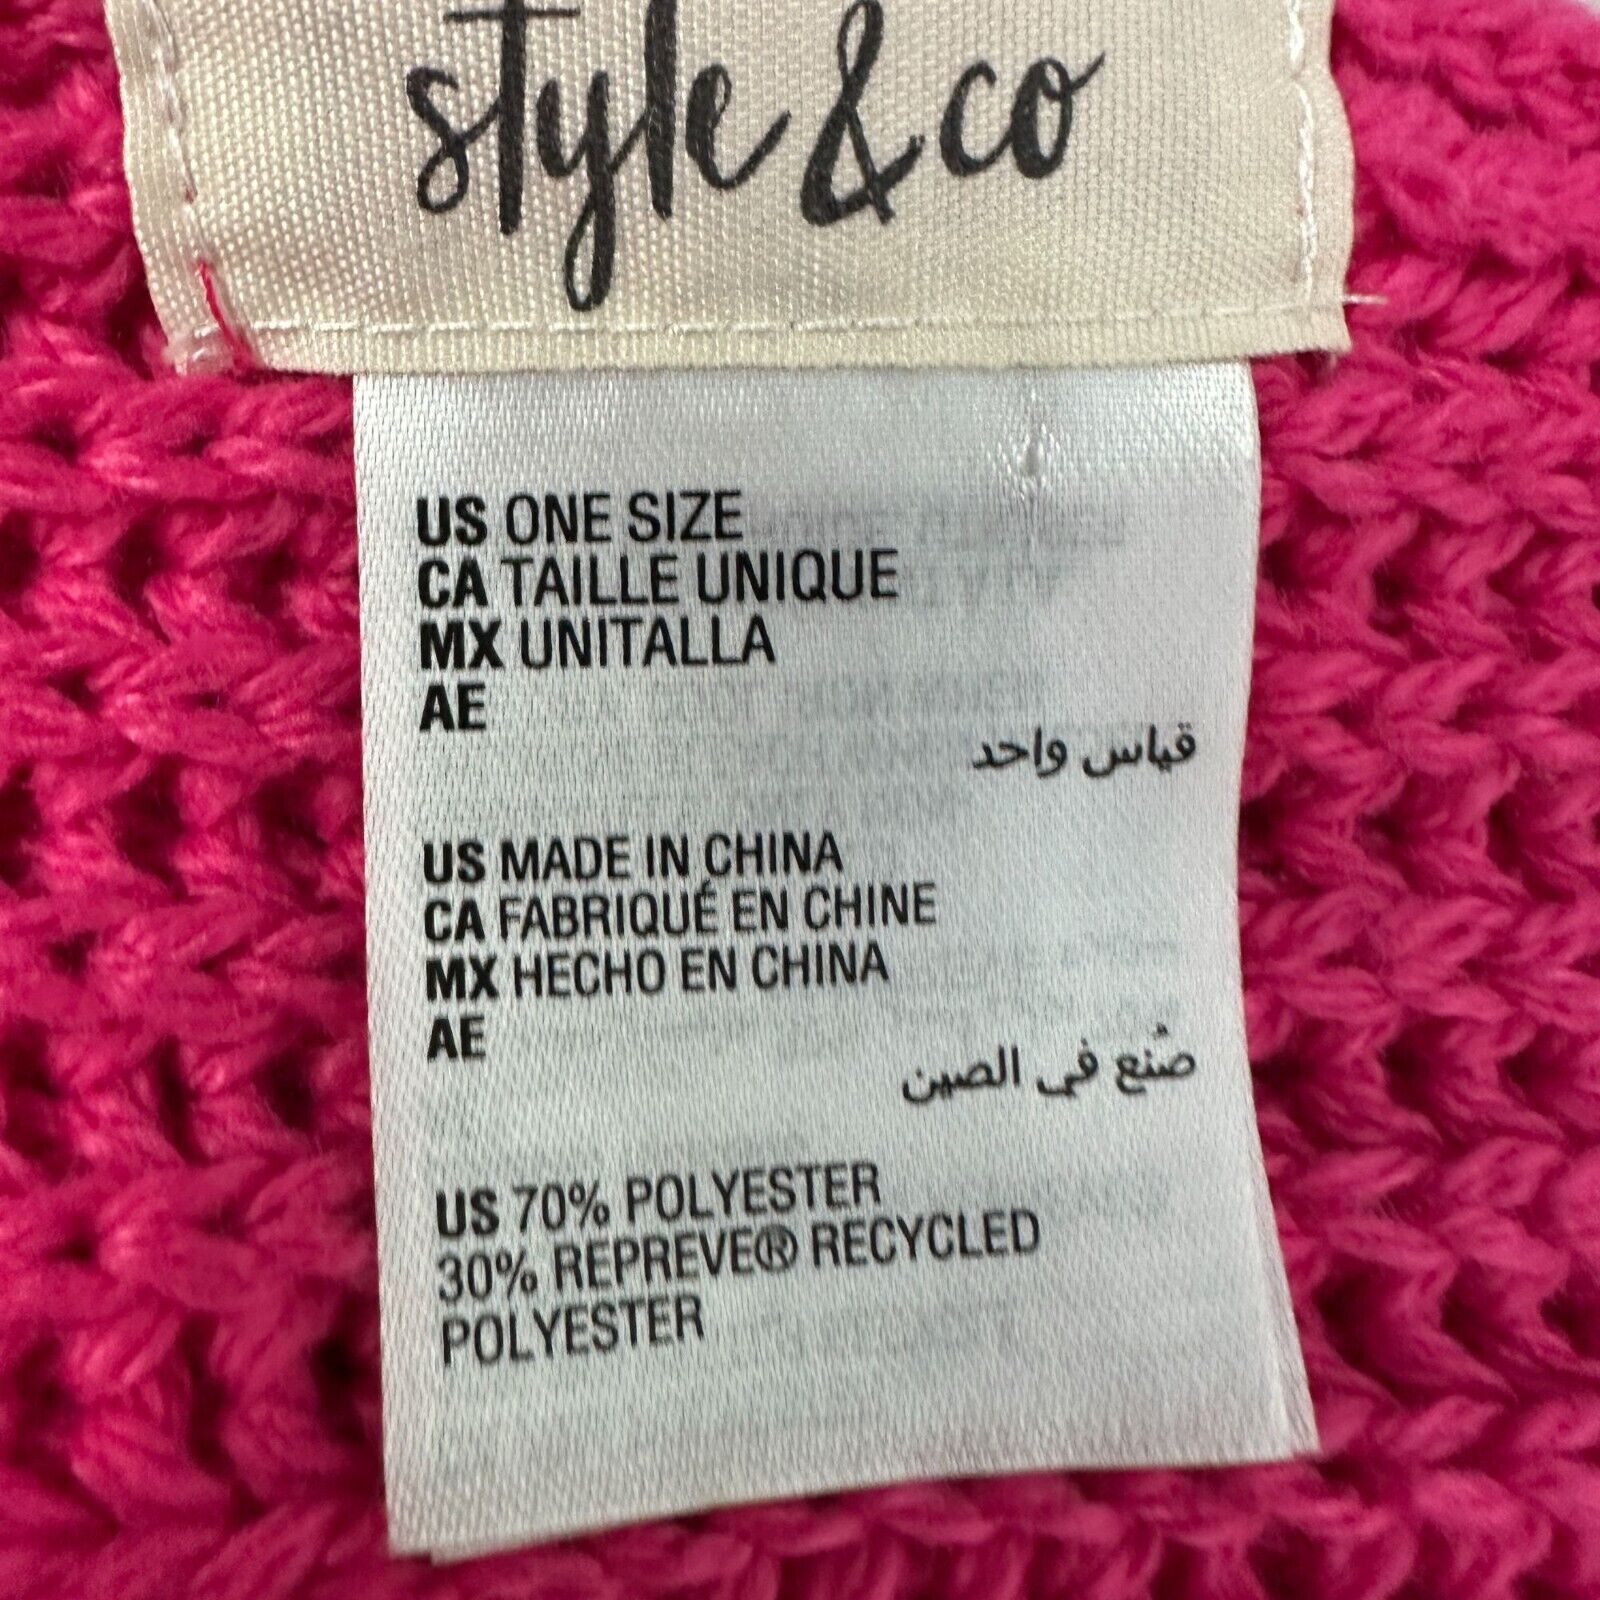 style & co
US ONE SIZE
CA TAILLE UNIQUE
MX UNITALLA
AE
قياس واحد
US MADE IN CHINA
CA FABRIQUÉ EN CHINE
MX HECHO EN CHINA
AE
صُنع في الصين
US 70% POLYESTER
30% REPREVE® RECYCLED
POLYESTER